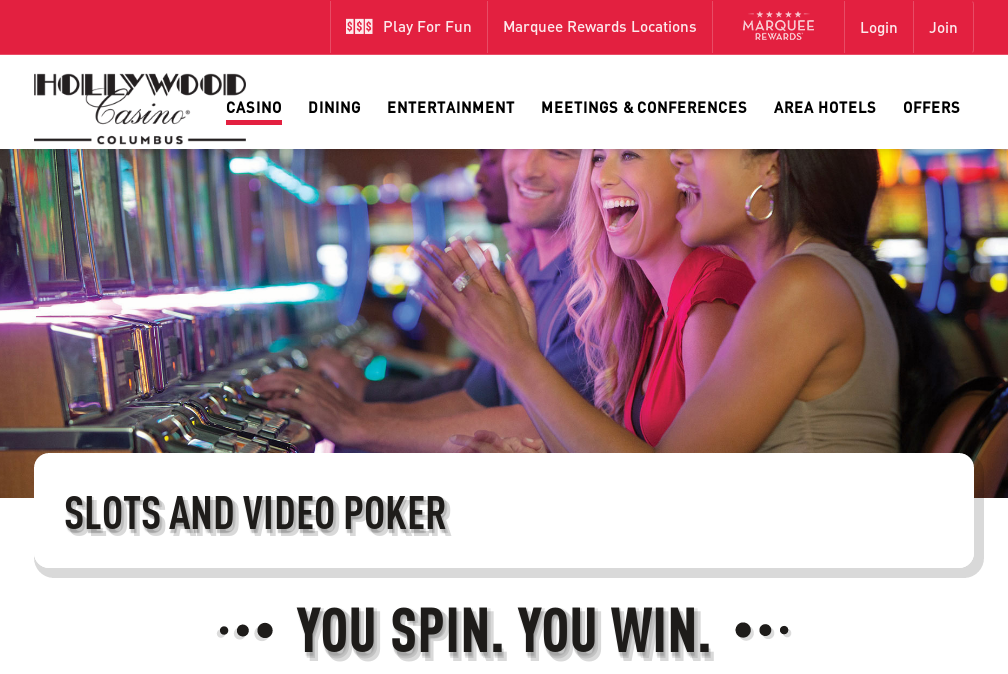 $$$ Play For Fun
Marquee Rewards Locations
MARQUEE
REWARDS
Login
Join
HOLLYWOOD
Casino®
COLUMBUS
CASINO
DINING
ENTERTAINMENT
MEETINGS & CONFERENCES
AREA HOTELS
OFFERS
SLOTS AND VIDEO POKER
YOU SPIN. YOU WIN.